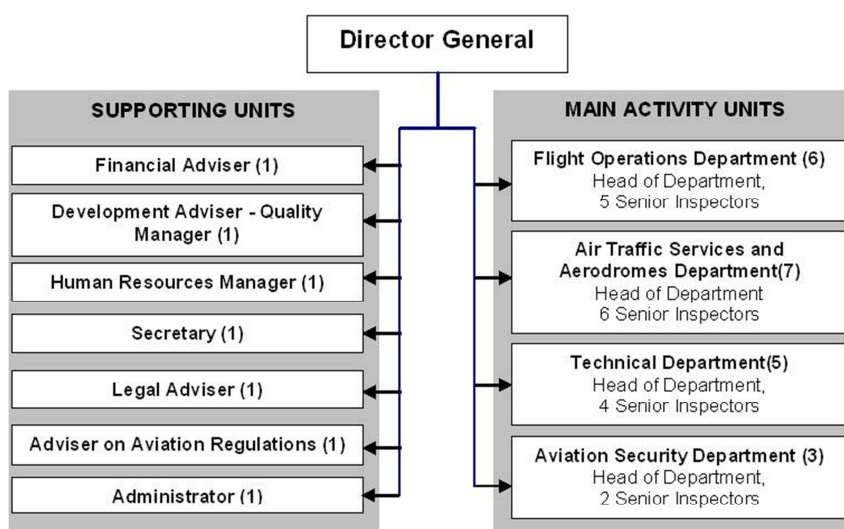 Director General
SUPPORTING UNITS
Financial Adviser (1)
Development Adviser - Quality
Manager (1)
Human Resources Manager (1)
Secretary (1)
Legal Adviser (1)
Adviser on Aviation Regulations (1)
Administrator (1)
MAIN ACTIVITY UNITS
Flight Operations Department (6)
Head of Department,
5 Senior Inspectors
Air Traffic Services and
Aerodromes Department(7)
Head of Department
6 Senior Inspectors
Technical Department(5)
Head of Department,
4 Senior Inspectors
Aviation Security Department (3)
Head of Department,
2 Senior Inspectors